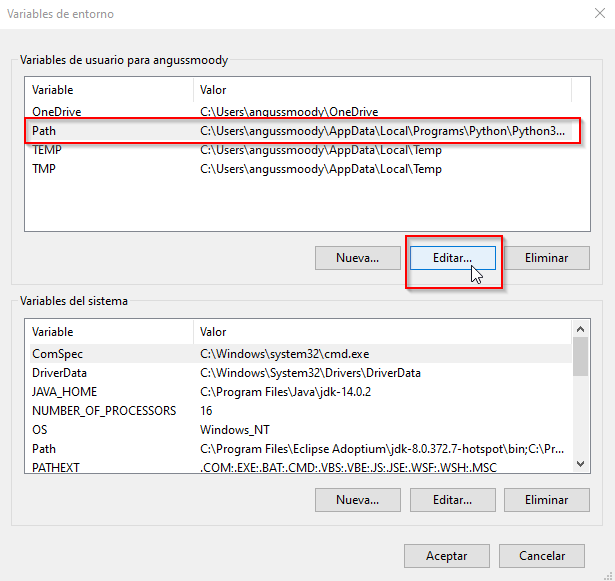 Variables de entorno
Variables de usuario para angussmoody
Variable Valor
OneDrive C:\Users\angussmoody\OneDrive
Path C:\Users\angussmoody\AppData\Local\Programs\Python\Python3...
TEMP C:\Users\angussmoody\AppData\Local\Temp
TMP C:\Users\angussmoody\AppData\Local\Temp
Nueva... Editar... Eliminar
Variables del sistema
Variable Valor
ComSpec C:\Windows\system32\cmd.exe
DriverData C:\Windows\System32\Drivers\DriverData
JAVA_HOME C:\Program Files\Java\jdk-14.0.2
NUMBER_OF_PROCESSORS 16
OS Windows_NT
Path C:\Program Files\Eclipse Adoptium\jdk-8.0.372.7-hotspot\bin;C:\Pr...
PATHEXT .COM;.EXE;.BAT;.CMD;.VBS;.VBE;.JS;.JSE;.WSF;.WSH;.MSC
Nueva... Editar... Eliminar
Aceptar Cancelar